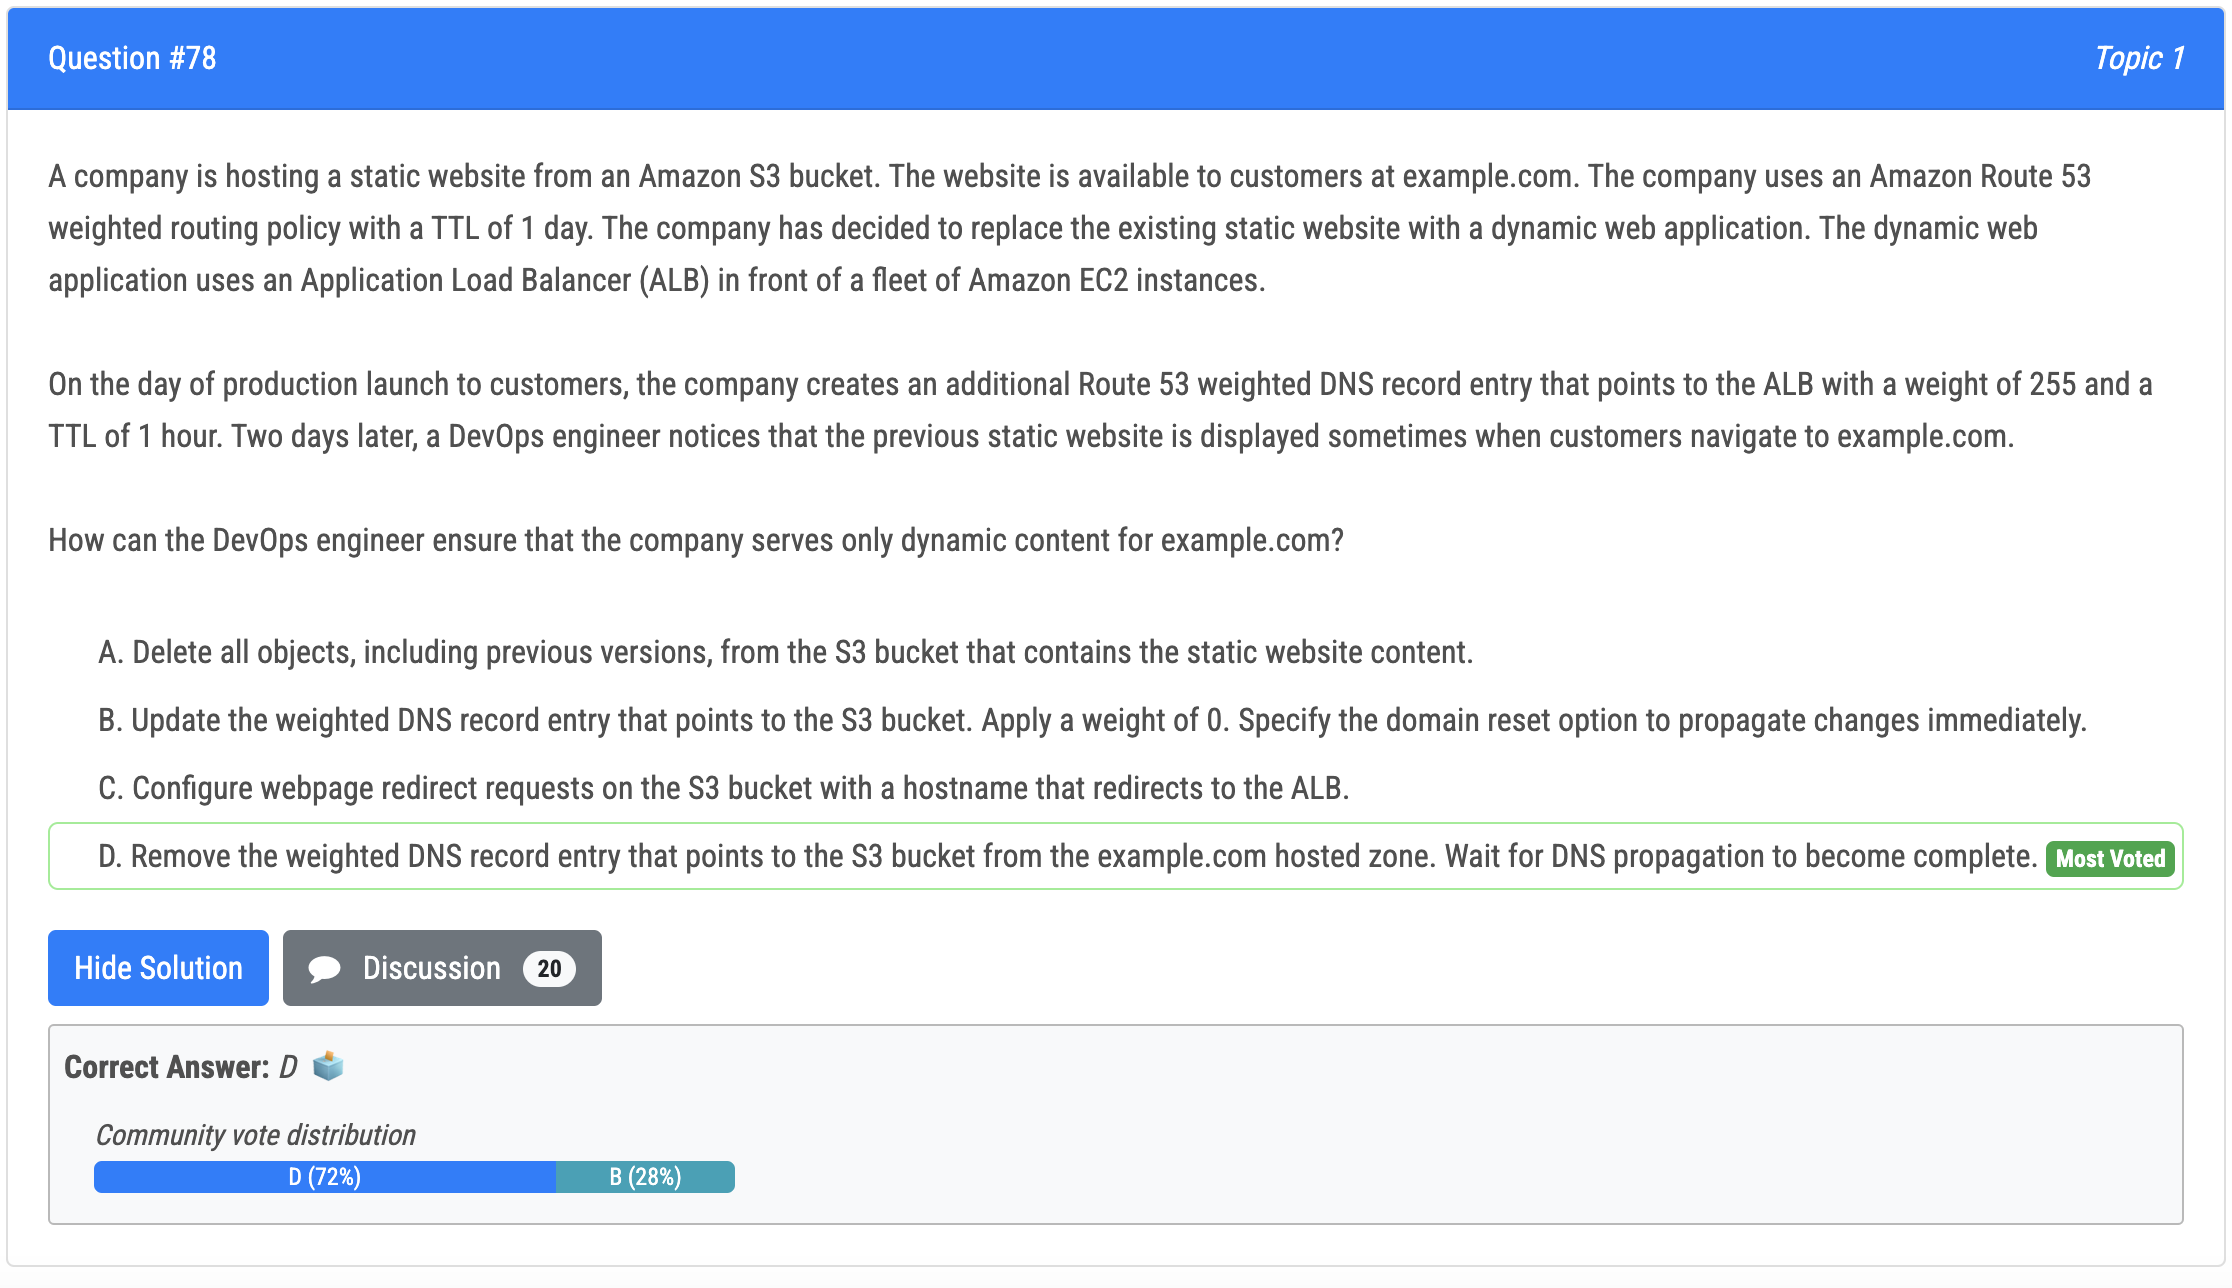 Question #78
Topic 1
A company is hosting a static website from an Amazon S3 bucket. The website is available to customers at example.com. The company uses an Amazon Route 53
weighted routing policy with a TTL of 1 day. The company has decided to replace the existing static website with a dynamic web application. The dynamic web
application uses an Application Load Balancer (ALB) in front of a fleet of Amazon EC2 instances.
On the day of production launch to customers, the company creates an additional Route 53 weighted DNS record entry that points to the ALB with a weight of 255 and a
TTL of 1 hour. Two days later, a DevOps engineer notices that the previous static website is displayed sometimes when customers navigate to example.com.
How can the DevOps engineer ensure that the company serves only dynamic content for example.com?
A. Delete all objects, including previous versions, from the S3 bucket that contains the static website content.
B. Update the weighted DNS record entry that points to the S3 bucket. Apply a weight of 0. Specify the domain reset option to propagate changes immediately.
C. Configure webpage redirect requests on the S3 bucket with a hostname that redirects to the ALB.
D. Remove the weighted DNS record entry that points to the S3 bucket from the example.com hosted zone. Wait for DNS propagation to become complete. Most Voted
Hide Solution
Discussion 20
Correct Answer: D
Community vote distribution
D (72%) B (28%)